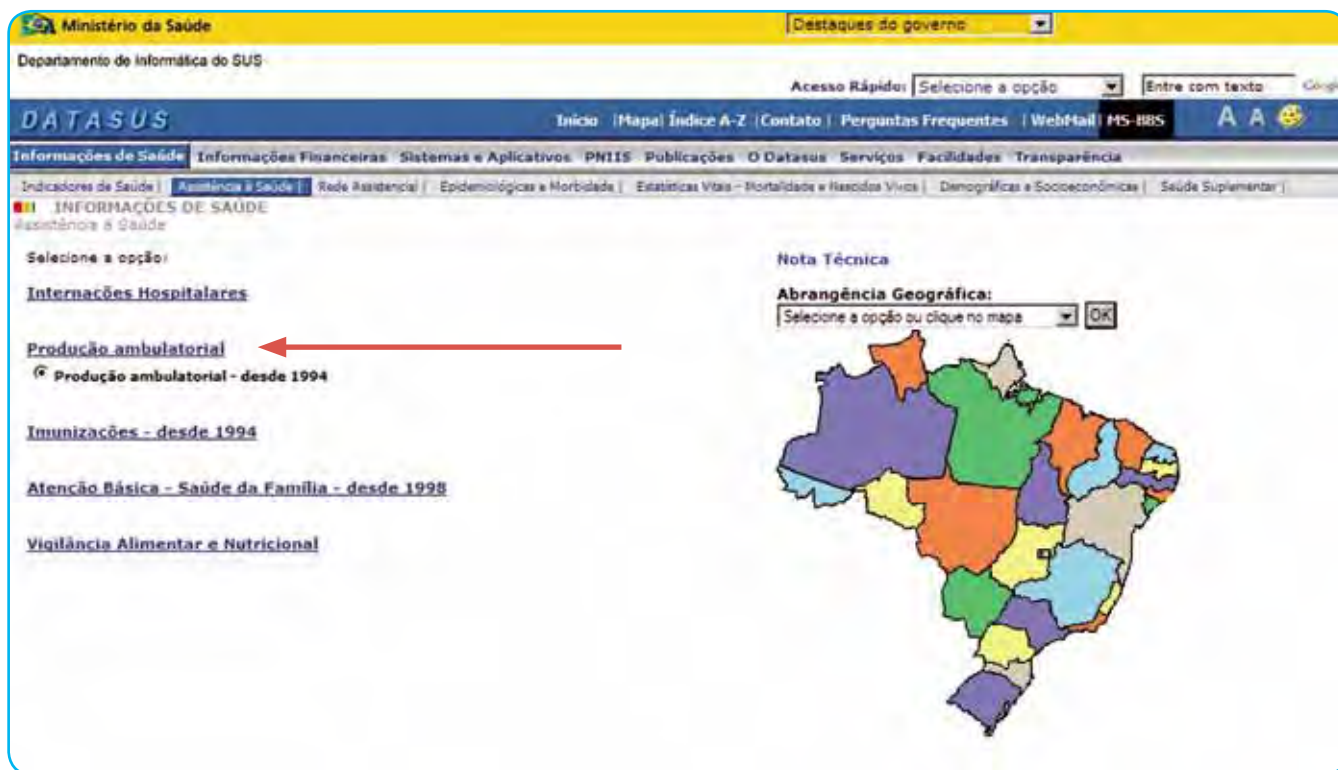 Ministério da Saúde
Destaques do governo
Departamento de Informática do SUS
Acesso Rápido: Selecione a opção Entre com texto
DATASUS
Início |Mapa| Índice A-Z |Contato | Perguntas Frequentes | WebMail| MS-BBS A A
Informações de Saúde Informações Financeiras Sistemas e Aplicativos PNIIS Publicações O Datasus Serviços Facilidades Transparência
Indicadores de Saúde | Assistência à Saúde | Rede Assistencial | Epidemiológicas e Morbidade | Estatísticas Vitais - Mortalidade e Nascidos Vivos | Demográficas e Socioeconômicas | Saúde Suplementar |
INFORMAÇÕES DE SAÚDE
Assistência à Saúde
Selecione a opção:
Internações Hospitalares
Produção ambulatorial
Produção ambulatorial - desde 1994
Imunizações - desde 1994
Atenção Básica - Saúde da Família - desde 1998
Vigilância Alimentar e Nutricional
Nota Técnica
Abrangência Geográfica:
Selecione a opção ou clique no mapa OK